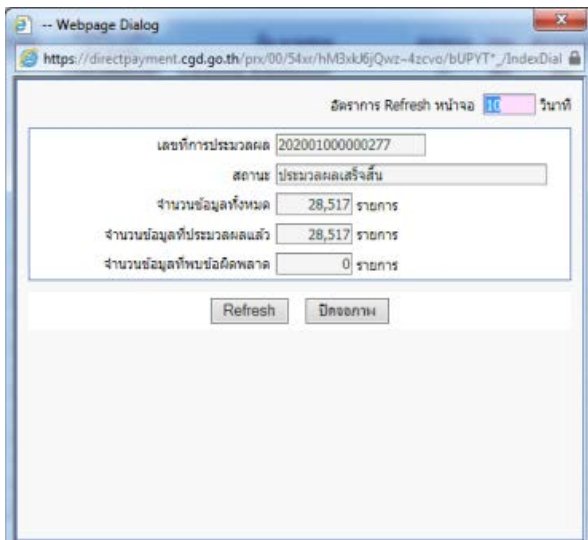 -- Webpage Dialog
https://directpayment.cgd.go.th/prx/00/54xr/hM3xkJ6jQwz~4zcvo/bUPYT*_/IndexDial
อัตราการ Refresh หน้าจอ 10 วินาที
เลขที่การประมวลผล 202001000000277
สถานะ ประมวลผลเสร็จสิ้น
จำนวนข้อมูลทั้งหมด 28,517 รายการ
จำนวนข้อมูลที่ประมวลผลแล้ว 28,517 รายการ
จำนวนข้อมูลที่พบข้อผิดพลาด 0 รายการ
Refresh ปิดจอภาพ